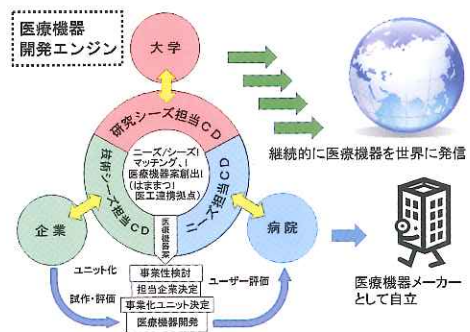 医療機器
開発エンジン
大学
研究シーズ担当CD
技術シーズ担当CD
ニーズ担当CD
ニーズ/シーズ
マッチング、
医療機器案創出
(はままつ
医工連携拠点)
企業
病院
医療機器案
ユニット化
試作・評価
事業性検討
担当企業決定
事業化ユニット決定
医療機器開発
ユーザー評価
継続的に医療機器を世界に発信
医療機器メーカー
として自立